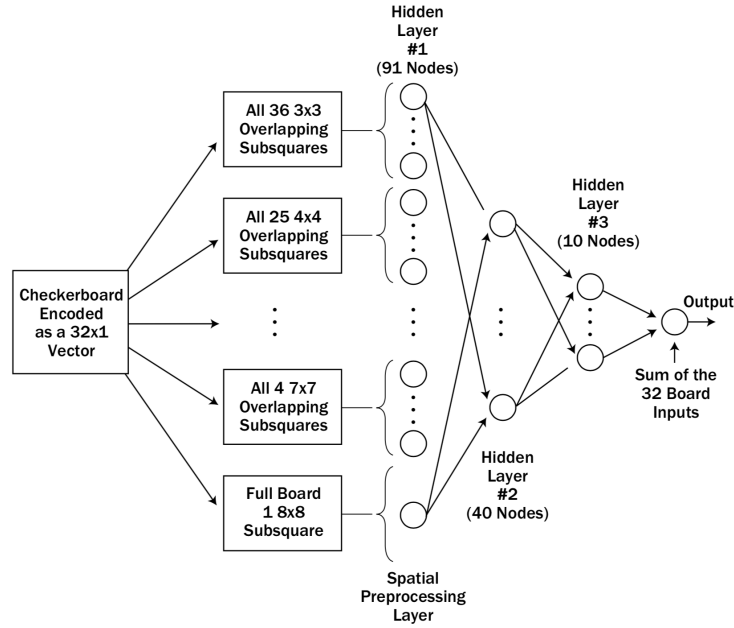 Hidden
Layer
#1
(91 Nodes)
All 36 3x3
Overlapping
Subsquares
All 25 4x4
Overlapping
Subsquares
Hidden
Layer
#3
(10 Nodes)
Checkerboard
Encoded
as a 32x1
Vector
Output
Sum of the
32 Board
Inputs
All 4 7x7
Overlapping
Subsquares
Hidden
Layer
#2
(40 Nodes)
Full Board
1 8x8
Subsquare
Spatial
Preprocessing
Layer